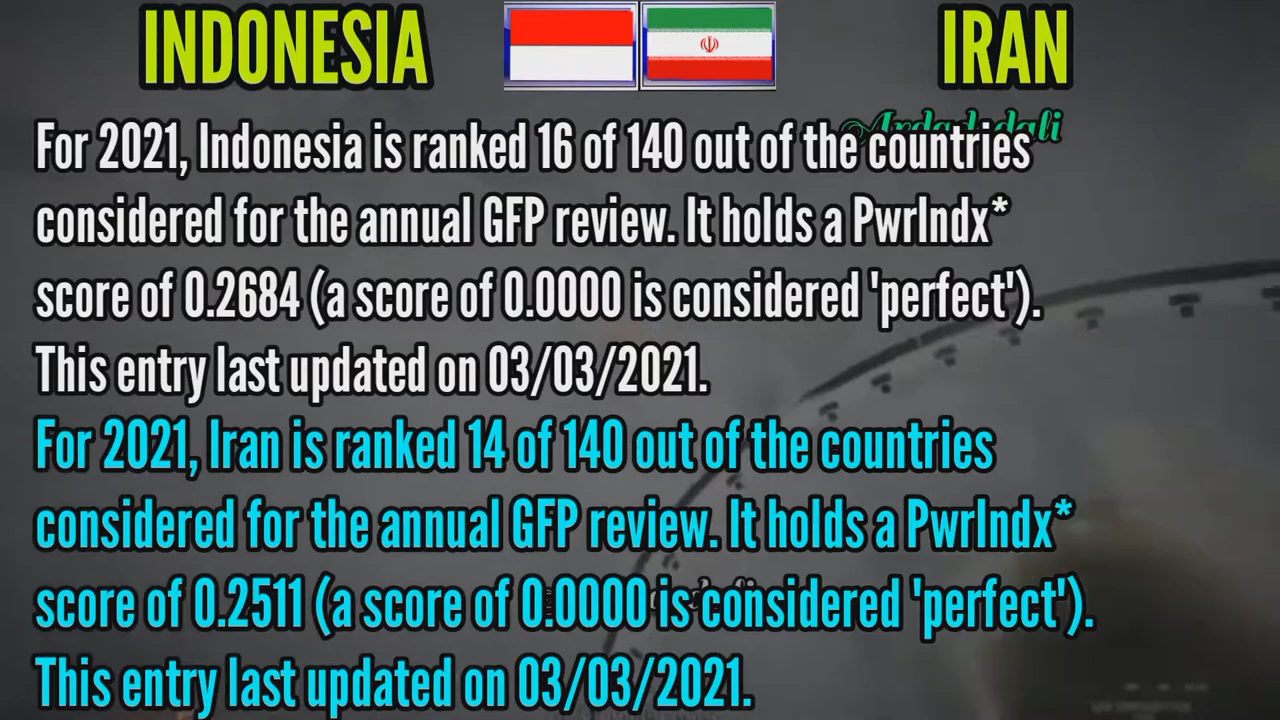 INDONESIA IRAN
For 2021, Indonesia is ranked 16 of 140 out of the countries
considered for the annual GFP review. It holds a PwrIndx*
score of 0.2684 (a score of 0.0000 is considered 'perfect').
This entry last updated on 03/03/2021.
For 2021, Iran is ranked 14 of 140 out of the countries
considered for the annual GFP review. It holds a PwrIndx*
score of 0.2511 (a score of 0.0000 is considered 'perfect').
This entry last updated on 03/03/2021.